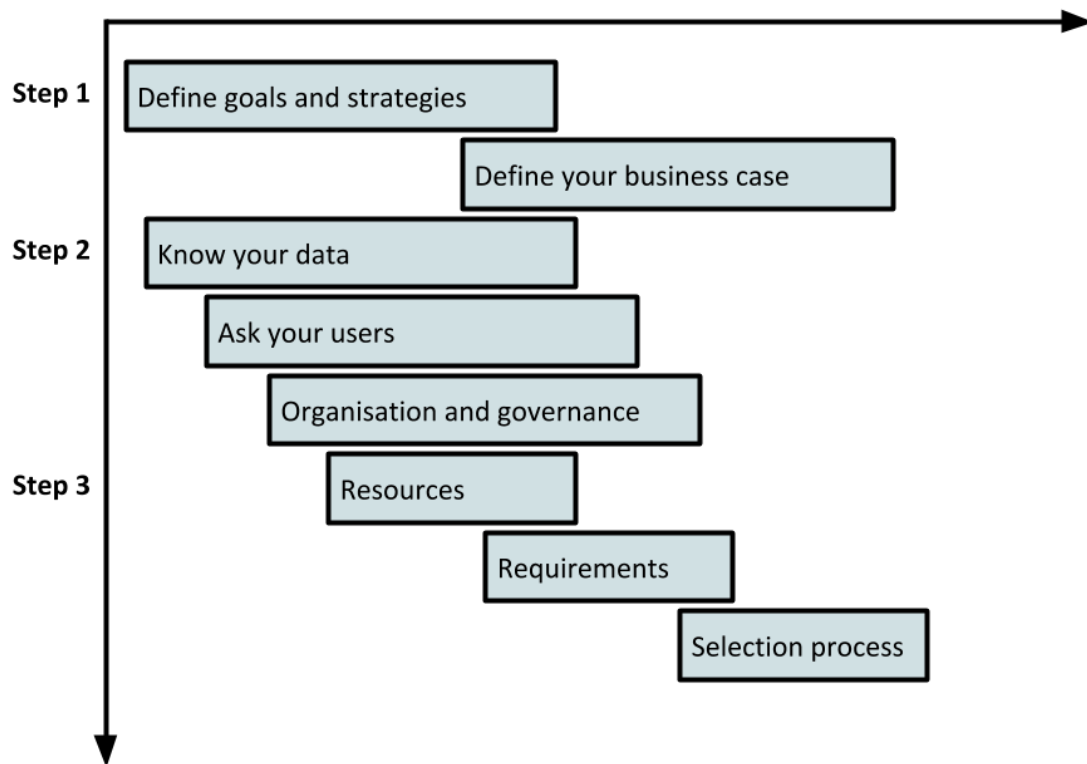 Step 1
Define goals and strategies
Define your business case
Step 2
Know your data
Ask your users
Organisation and governance
Step 3
Resources
Requirements
Selection process